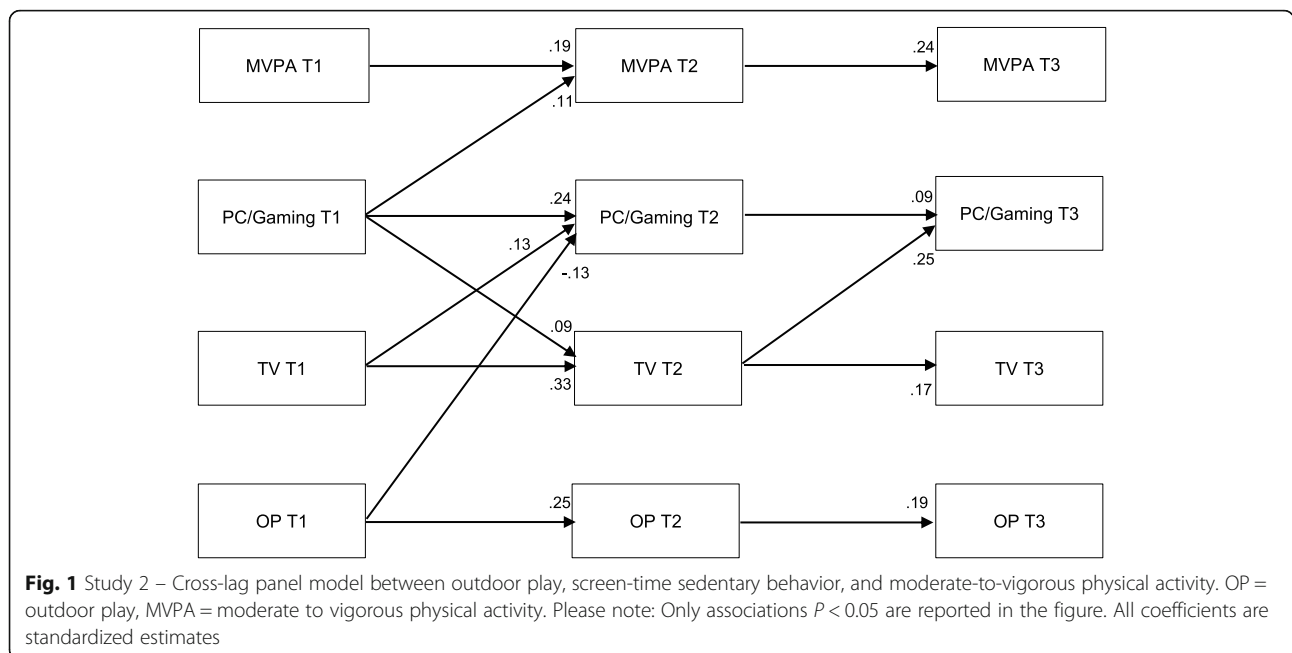 MVPA T1
.19
MVPA T2
.24
MVPA T3
.11
PC/Gaming T1
.24
PC/Gaming T2
.09
PC/Gaming T3
.13
-.13
.25
TV T1
.09
.33
TV T2
.17
TV T3
OP T1
.25
OP T2
.19
OP T3
Fig. 1 Study 2 – Cross-lag panel model between outdoor play, screen-time sedentary behavior, and moderate-to-vigorous physical activity. OP =
outdoor play, MVPA = moderate to vigorous physical activity. Please note: Only associations P < 0.05 are reported in the figure. All coefficients are
standardized estimates